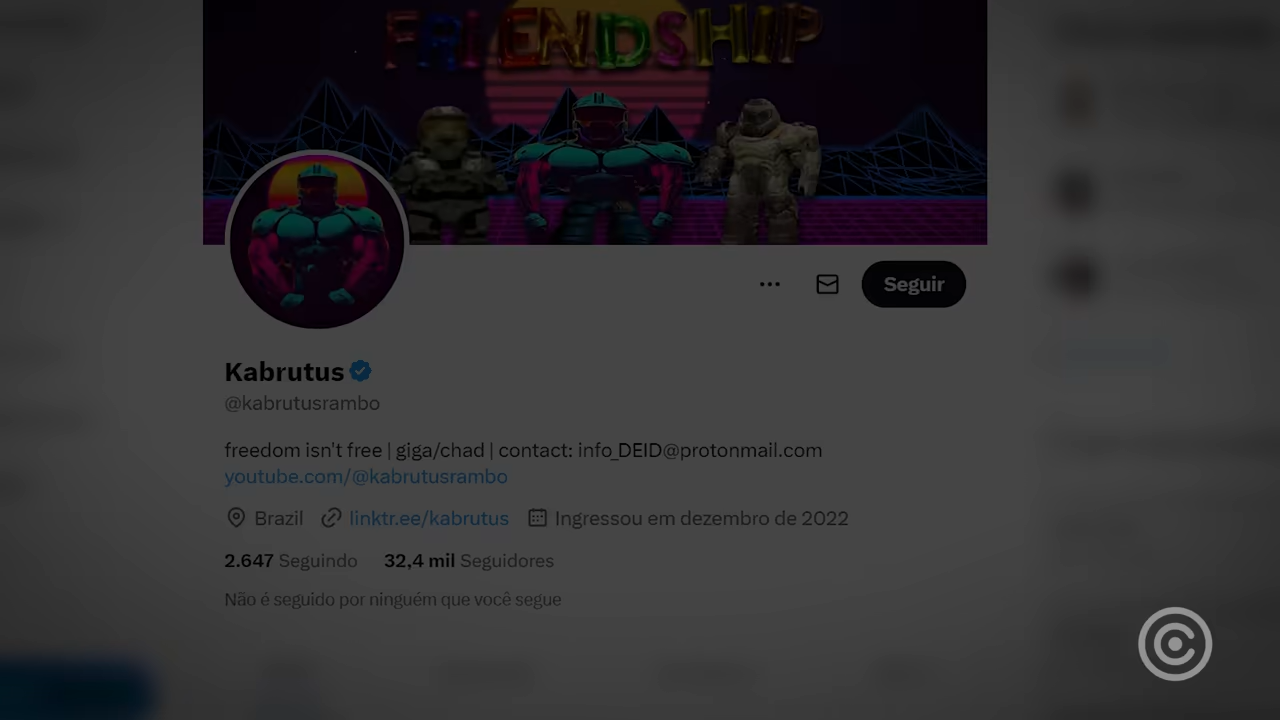 FRIENDSHIP
Seguir
Kabrutus
@kabrutusrambo
freedom isn't free | giga/chad | contact: info_DEID@protonmail.com
youtube.com/@kabrutusrambo
Brazil linktr.ee/kabrutus Ingressou em dezembro de 2022
2.647 Seguindo 32,4 mil Seguidores
Não é seguido por ninguém que você segue